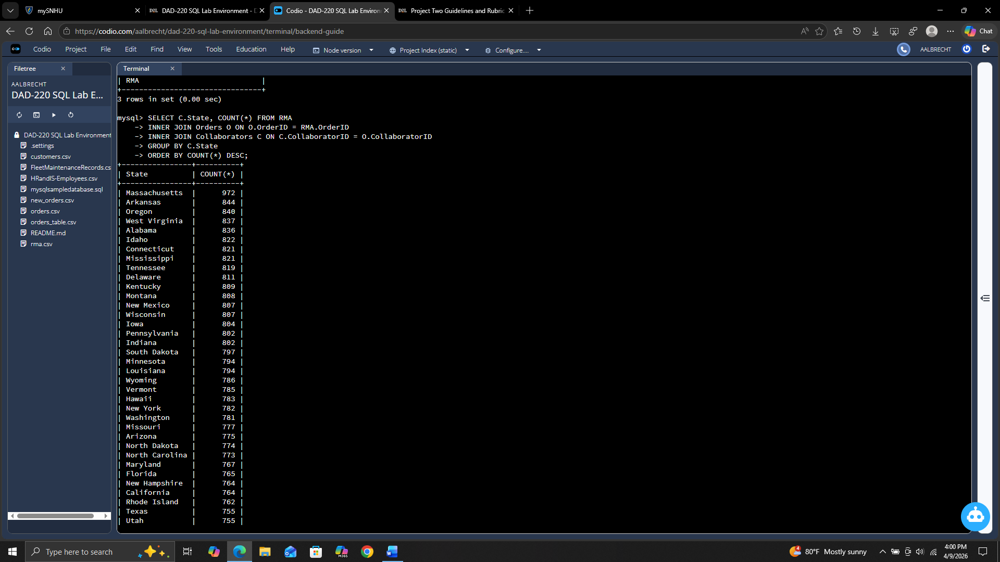 mySNHU
D2L DAD-220 SQL Lab Environment - D
Codio - DAD-220 SQL Lab Environ
D2L Project Two Guidelines and Rubric
https://codio.com/aalbrecht/dad-220-sql-lab-environment/terminal/backend-guide
Chat
Codio Project File Edit Find View Tools Education Help Node version Project Index (static) Configure.... AALBRECHT
Filetree
Terminal
AALBRECHT
DAD-220 SQL Lab E...
DAD-220 SQL Lab Environment
.settings
customers.csv
FleetMaintenanceRecords.cs
HRandIS-Employees.csv
mysqlsampledatabase.sql
new_orders.csv
orders.csv
orders_table.csv
README.md
rma.csv
| RMA                            |
+--------------------------------+
3 rows in set (0.00 sec)
mysql> SELECT C.State, COUNT(*) FROM RMA
    -> INNER JOIN Orders O ON O.OrderID = RMA.OrderID
    -> INNER JOIN Collaborators C ON C.CollaboratorID = O.CollaboratorID
    -> GROUP BY C.State
    -> ORDER BY COUNT(*) DESC;
+----------------+----------+
| State          | COUNT(*) |
+----------------+----------+
| Massachusetts  |      972 |
| Arkansas       |      844 |
| Oregon         |      840 |
| West Virginia  |      837 |
| Alabama        |      836 |
| Idaho          |      822 |
| Connecticut    |      821 |
| Mississippi    |      821 |
| Tennessee      |      819 |
| Delaware       |      811 |
| Kentucky       |      809 |
| Montana        |      808 |
| New Mexico     |      807 |
| Wisconsin      |      807 |
| Iowa           |      804 |
| Pennsylvania   |      802 |
| Indiana        |      802 |
| South Dakota   |      797 |
| Minnesota      |      794 |
| Louisiana      |      794 |
| Wyoming        |      786 |
| Vermont        |      785 |
| Hawaii         |      783 |
| New York       |      782 |
| Washington     |      781 |
| Missouri       |      777 |
| Arizona        |      775 |
| North Dakota   |      774 |
| North Carolina |      773 |
| Maryland       |      767 |
| Florida        |      765 |
| New Hampshire  |      764 |
| California     |      764 |
| Rhode Island   |      762 |
| Texas          |      755 |
| Utah           |      755 |
Type here to search
M365
4
80°F Mostly sunny
4:00 PM
4/9/2026